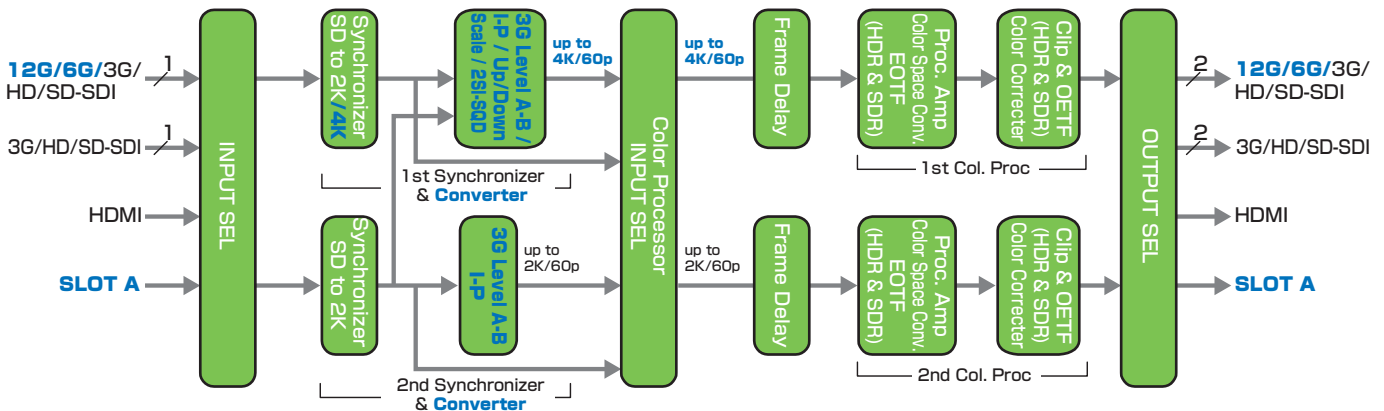 12G/6G/3G/
HD/SD-SDI
1
3G/HD/SD-SDI
1
HDMI
SLOT A
INPUT SEL
Synchronizer
SD to 2K/4K
3G Level A-B /
I-P / Up/Down
Scale / 2SI-SQD
1st Synchronizer
& Converter
Synchronizer
SD to 2K
3G Level A-B
I-P
2nd Synchronizer
& Converter
up to
4K/60p
up to
2K/60p
Color Processor
INPUT SEL
up to
4K/60p
up to
2K/60p
Frame Delay
Proc. Amp
Color Space Conv.
EOTF
(HDR & SDR)
Clip & OETF
(HDR & SDR)
Color Correcter
1st Col. Proc
Frame Delay
Proc. Amp
Color Space Conv.
EOTF
(HDR & SDR)
Clip & OETF
(HDR & SDR)
Color Correcter
2nd Col. Proc
OUTPUT SEL
2
12G/6G/3G/
HD/SD-SDI
2
3G/HD/SD-SDI
HDMI
SLOT A